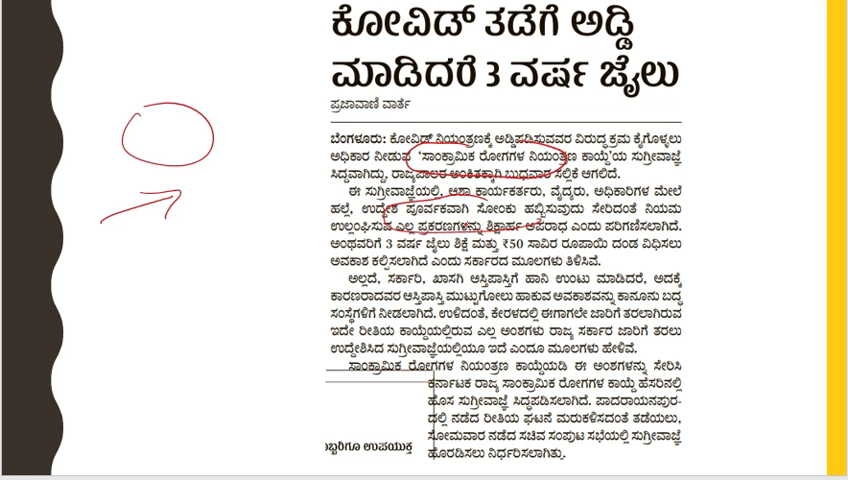 ಕೋವಿಡ್ ತಡೆಗೆ ಅಡ್ಡಿ
ಮಾಡಿದರೆ 3 ವರ್ಷ ಜೈಲು
ಪ್ರಜಾವಾಣಿ ವಾರ್ತೆ
ಬೆಂಗಳೂರು: ಕೋವಿಡ್ ನಿಯಂತ್ರಣಕ್ಕೆ ಅಡ್ಡಿಪಡಿಸುವವರ ವಿರುದ್ಧ ಕ್ರಮ ಕೈಗೊಳ್ಳಲು
ಅಧಿಕಾರ ನೀಡುವ 'ಸಾಂಕ್ರಾಮಿಕ ರೋಗಗಳ ನಿಯಂತ್ರಣ ಕಾಯ್ದೆ'ಯ ಸುಗ್ರೀವಾಜ್ಞೆ
ಸಿದ್ಧವಾಗಿದ್ದು, ರಾಜ್ಯಪಾಲರ ಅಂಕಿತಕ್ಕಾಗಿ ಬುಧವಾರ ಸಲ್ಲಿಕೆ ಆಗಲಿದೆ.
ಈ ಸುಗ್ರೀವಾಜ್ಞೆಯಲ್ಲಿ, ಆಶಾ ಕಾರ್ಯಕರ್ತರು, ವೈದ್ಯರು, ಅಧಿಕಾರಿಗಳ ಮೇಲೆ
ಹಲ್ಲೆ, ಉದ್ದೇಶ ಪೂರ್ವಕವಾಗಿ ಸೋಂಕು ಹಬ್ಬಿಸುವುದು ಸೇರಿದಂತೆ ನಿಯಮ
ಉಲ್ಲಂಘಿಸುವ ಎಲ್ಲ ಪ್ರಕರಣಗಳನ್ನು ಶಿಕ್ಷಾರ್ಹ ಅಪರಾಧ ಎಂದು ಪರಿಗಣಿಸಲಾಗಿದೆ.
ಅಂಥವರಿಗೆ 3 ವರ್ಷ ಜೈಲು ಶಿಕ್ಷೆ ಮತ್ತು ₹50 ಸಾವಿರ ರೂಪಾಯಿ ದಂಡ ವಿಧಿಸಲು
ಅವಕಾಶ ಕಲ್ಪಿಸಲಾಗಿದೆ ಎಂದು ಸರ್ಕಾರದ ಮೂಲಗಳು ತಿಳಿಸಿವೆ.
ಅಲ್ಲದೆ, ಸರ್ಕಾರಿ, ಖಾಸಗಿ ಆಸ್ತಿಪಾಸ್ತಿಗೆ ಹಾನಿ ಉಂಟು ಮಾಡಿದರೆ, ಅದಕ್ಕೆ
ಕಾರಣರಾದವರ ಆಸ್ತಿಪಾಸ್ತಿ ಮುಟ್ಟುಗೋಲು ಹಾಕುವ ಅವಕಾಶವನ್ನು ಕಾನೂನು ಬದ್ಧ
ಸಂಸ್ಥೆಗಳಿಗೆ ನೀಡಲಾಗಿದೆ. ಉಳಿದಂತೆ, ಕೇರಳದಲ್ಲಿ ಈಗಾಗಲೇ ಜಾರಿಗೆ ತರಲಾಗಿರುವ
ಇದೇ ರೀತಿಯ ಕಾಯ್ದೆಯಲ್ಲಿರುವ ಎಲ್ಲ ಅಂಶಗಳು ರಾಜ್ಯ ಸರ್ಕಾರ ಜಾರಿಗೆ ತರಲು
ಉದ್ದೇಶಿಸಿದ ಸುಗ್ರೀವಾಜ್ಞೆಯಲ್ಲಿಯೂ ಇದೆ ಎಂದೂ ಮೂಲಗಳು ಹೇಳಿವೆ.
ಸಾಂಕ್ರಾಮಿಕ ರೋಗಗಳ ನಿಯಂತ್ರಣ ಕಾಯ್ದೆಯಡಿ ಈ ಅಂಶಗಳನ್ನು ಸೇರಿಸಿ
ಕರ್ನಾಟಕ ರಾಜ್ಯ ಸಾಂಕ್ರಾಮಿಕ ರೋಗಗಳ ಕಾಯ್ದೆ ಹೆಸರಿನಲ್ಲಿ
ಹೊಸ ಸುಗ್ರೀವಾಜ್ಞೆ ಸಿದ್ಧಪಡಿಸಲಾಗಿದೆ. ಪಾದರಾಯನಪುರ-
ದಲ್ಲಿ ನಡೆದ ರೀತಿಯ ಘಟನೆ ಮರುಕಳಿಸದಂತೆ ತಡೆಯಲು,
ಸೋಮವಾರ ನಡೆದ ಸಚಿವ ಸಂಪುಟ ಸಭೆಯಲ್ಲಿ ಸುಗ್ರೀವಾಜ್ಞೆ
ಹೊರಡಿಸಲು ನಿರ್ಧರಿಸಲಾಗಿತ್ತು.
ಬ್ಬರಿಗೂ ಉಪಯುಕ್ತ